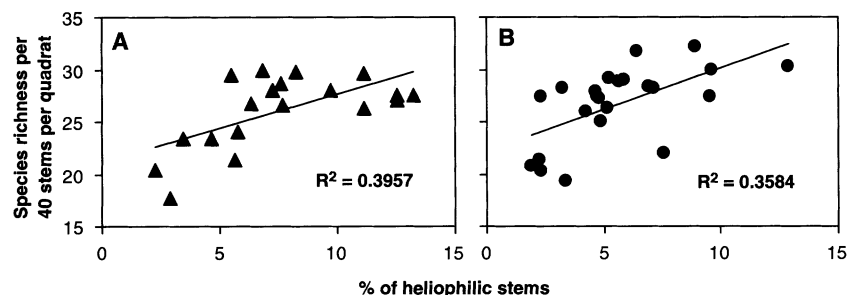 Species richness per
40 stems per quadrat
35
30
25
20
15
A
R² = 0.3957
0 5 10 15
B
R² = 0.3584
0 5 10 15
% of heliophilic stems